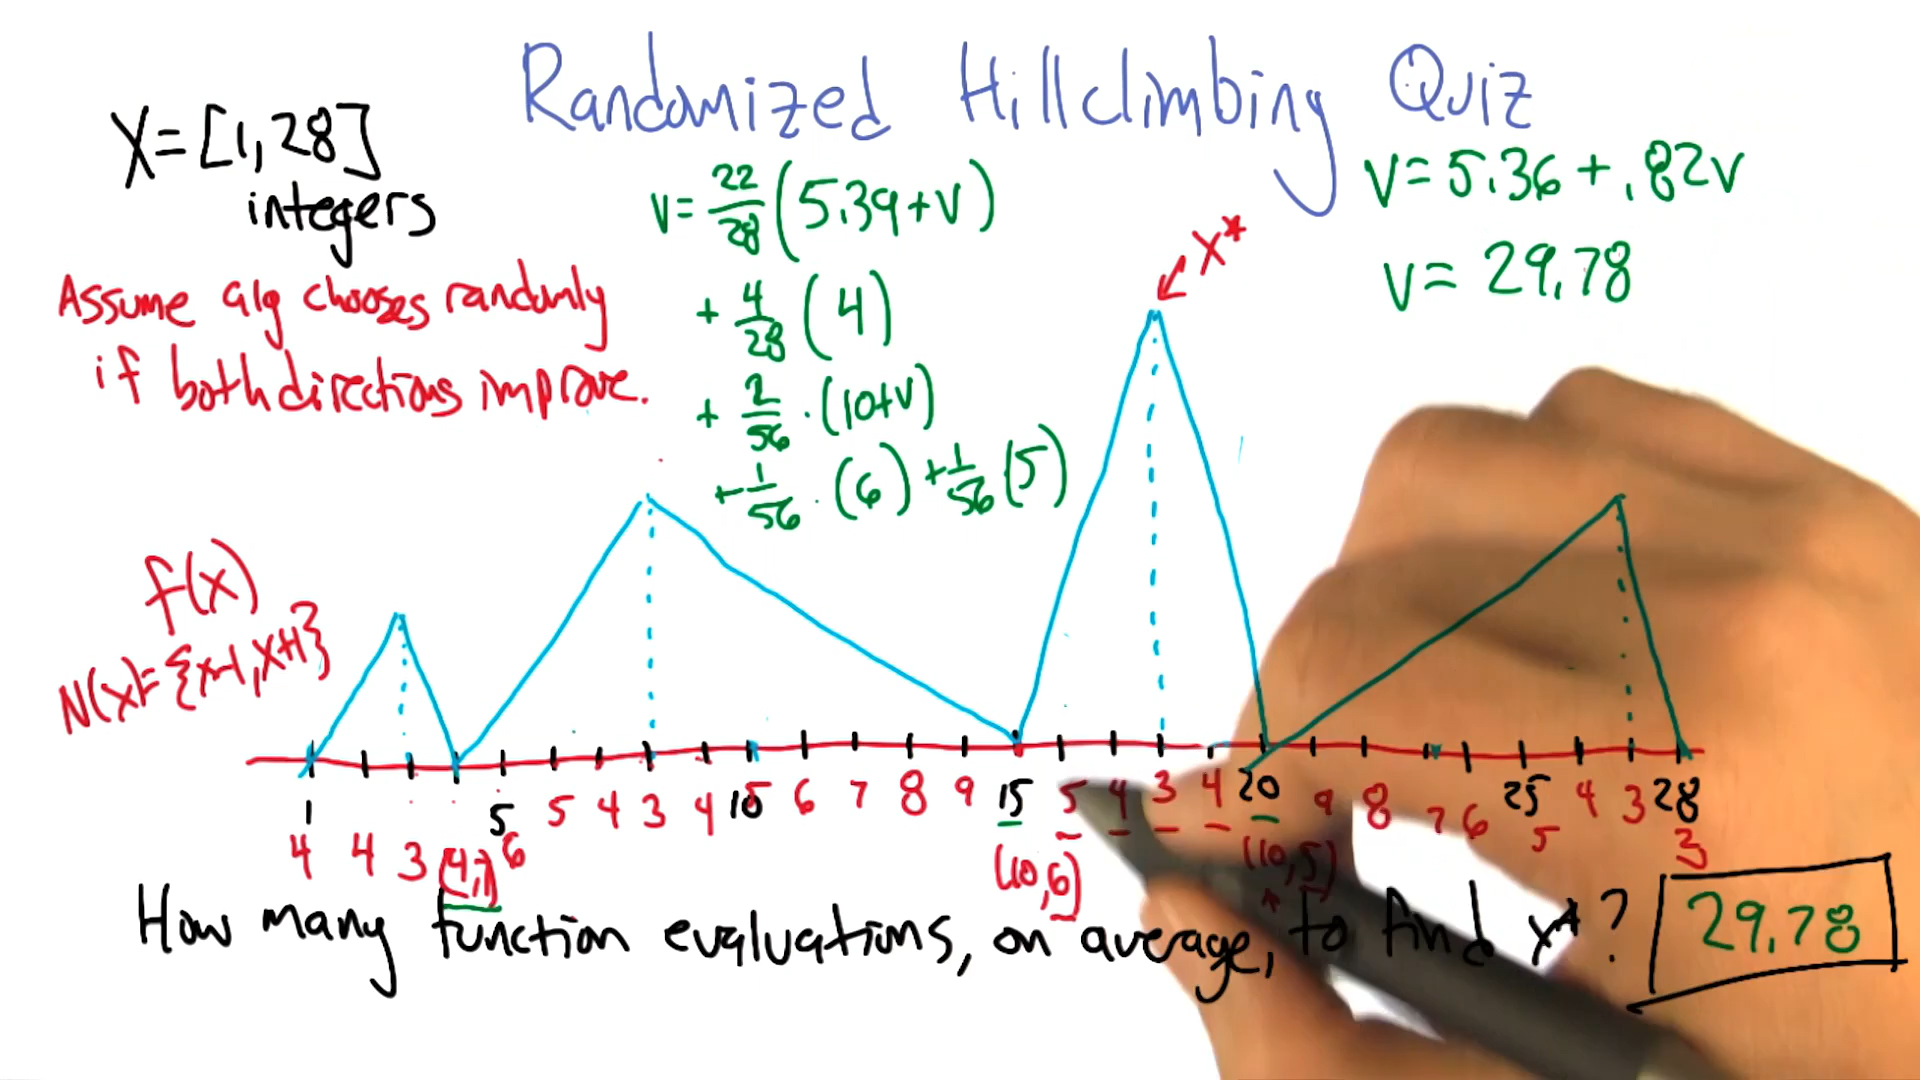 Randomized Hillclimbing Quiz
X=[1,28]
integers
Assume alg chooses randomly
if both directions improve.
v= 22/28 (5.39+v)
+ 4/28 (4)
+ 2/56 · (10+v)
+ 1/56 · (6) + 1/56 (5)
v=5.36+.82v
v= 29.78
x*
f(x)
N(x)={x-1,x+1}
1 5 5 4 3 4 10 5 6 7 8 9 15 5 4 3 4 20 9 8 7 6 25 4 3 28
4 4 3 (4,7) 6 (10,6) (10,5) 5 3
How many function evaluations, on average, to find x*? 29.78